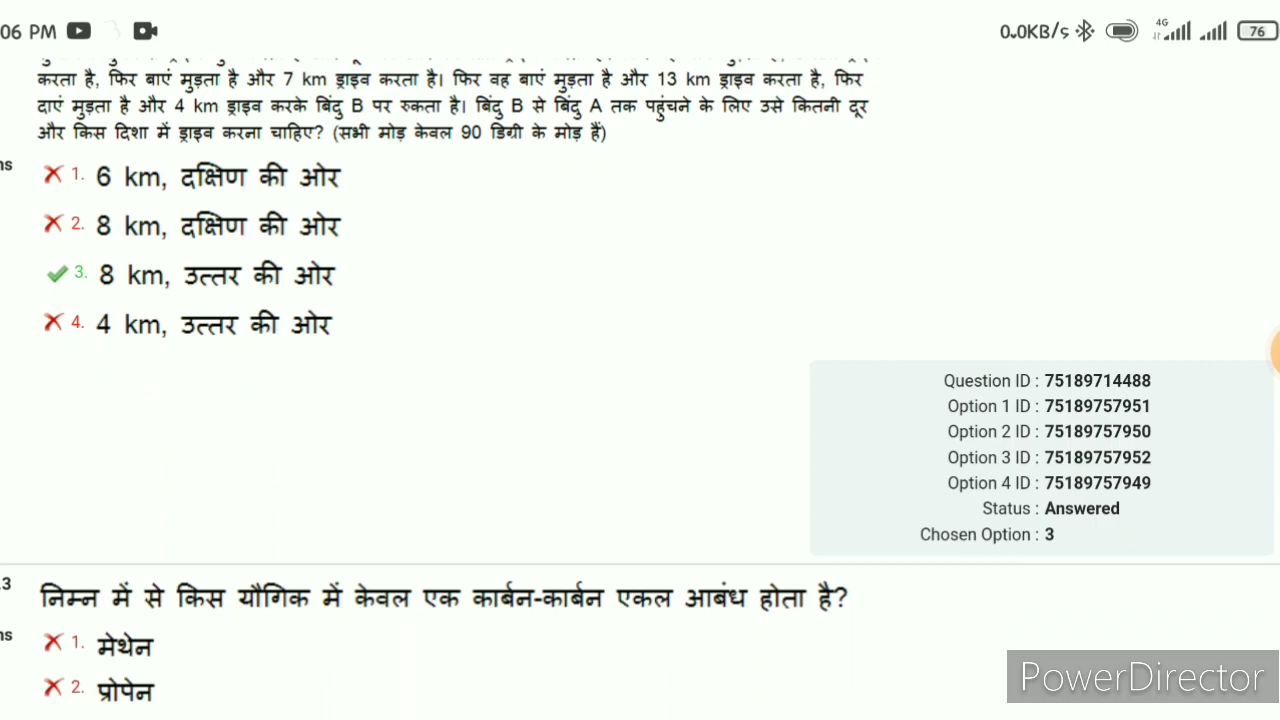 06 PM
0.0KB/s 4G 76
करता है, फिर बाएं मुड़ता है और 7 km ड्राइव करता है। फिर वह बाएं मुड़ता है और 13 km ड्राइव करता है, फिर
दाएं मुड़ता है और 4 km ड्राइव करके बिंदु B पर रुकता है। बिंदु B से बिंदु A तक पहुंचने के लिए उसे कितनी दूर
और किस दिशा में ड्राइव करना चाहिए? (सभी मोड़ केवल 90 डिग्री के मोड़ हैं)
ns
1. 6 km, दक्षिण की ओर
2. 8 km, दक्षिण की ओर
3. 8 km, उत्तर की ओर
4. 4 km, उत्तर की ओर
Question ID : 75189714488
Option 1 ID : 75189757951
Option 2 ID : 75189757950
Option 3 ID : 75189757952
Option 4 ID : 75189757949
Status : Answered
Chosen Option : 3
.3 निम्न में से किस यौगिक में केवल एक कार्बन-कार्बन एकल आबंध होता है?
ns
1. मेथेन
2. प्रोपेन
PowerDirector